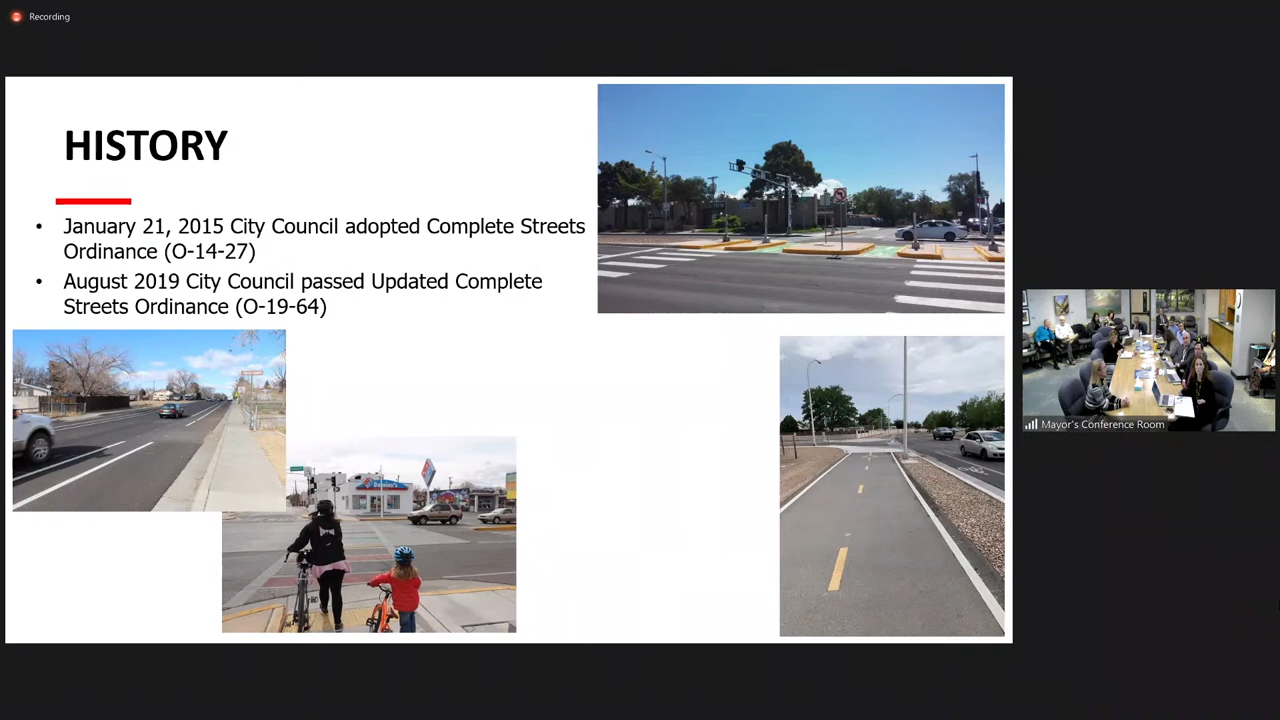 Recording
HISTORY
• January 21, 2015 City Council adopted Complete Streets
Ordinance (O-14-27)
• August 2019 City Council passed Updated Complete
Streets Ordinance (O-19-64)
Mayor's Conference Room